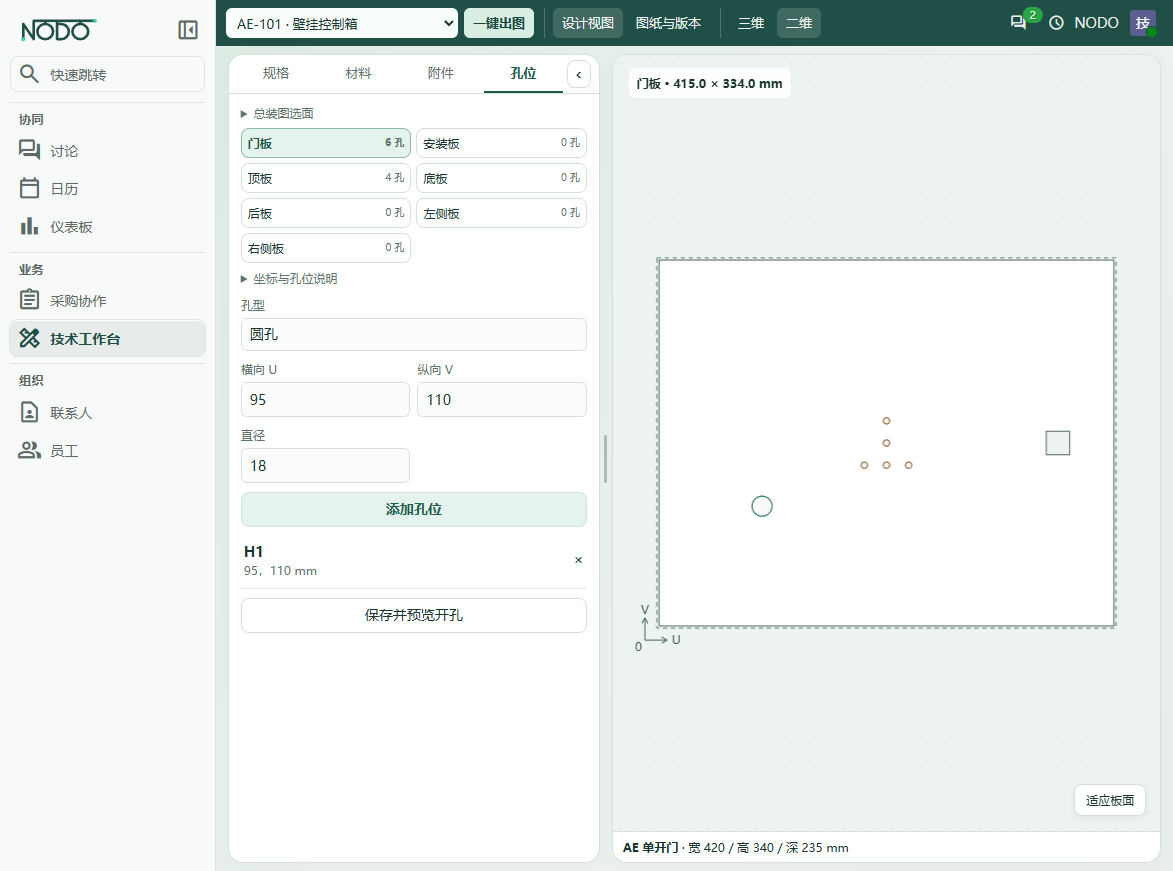 NODO
快速跳转
协同
讨论
日历
仪表板
业务
采购协作
技术工作台
组织
联系人
员工
AE-101 · 壁挂控制箱
一键出图
设计视图
图纸与版本
三维
二维
2
NODO
技
规格
材料
附件
孔位
总装图选面
门板 6 孔
安装板 0 孔
顶板 4 孔
底板 0 孔
后板 0 孔
左侧板 0 孔
右侧板 0 孔
坐标与孔位说明
孔型
圆孔
横向 U
纵向 V
95
110
直径
18
添加孔位
H1
95, 110 mm
×
保存并预览开孔
门板 · 415.0 × 334.0 mm
V
0
U
适应板面
AE 单开门 · 宽 420 / 高 340 / 深 235 mm